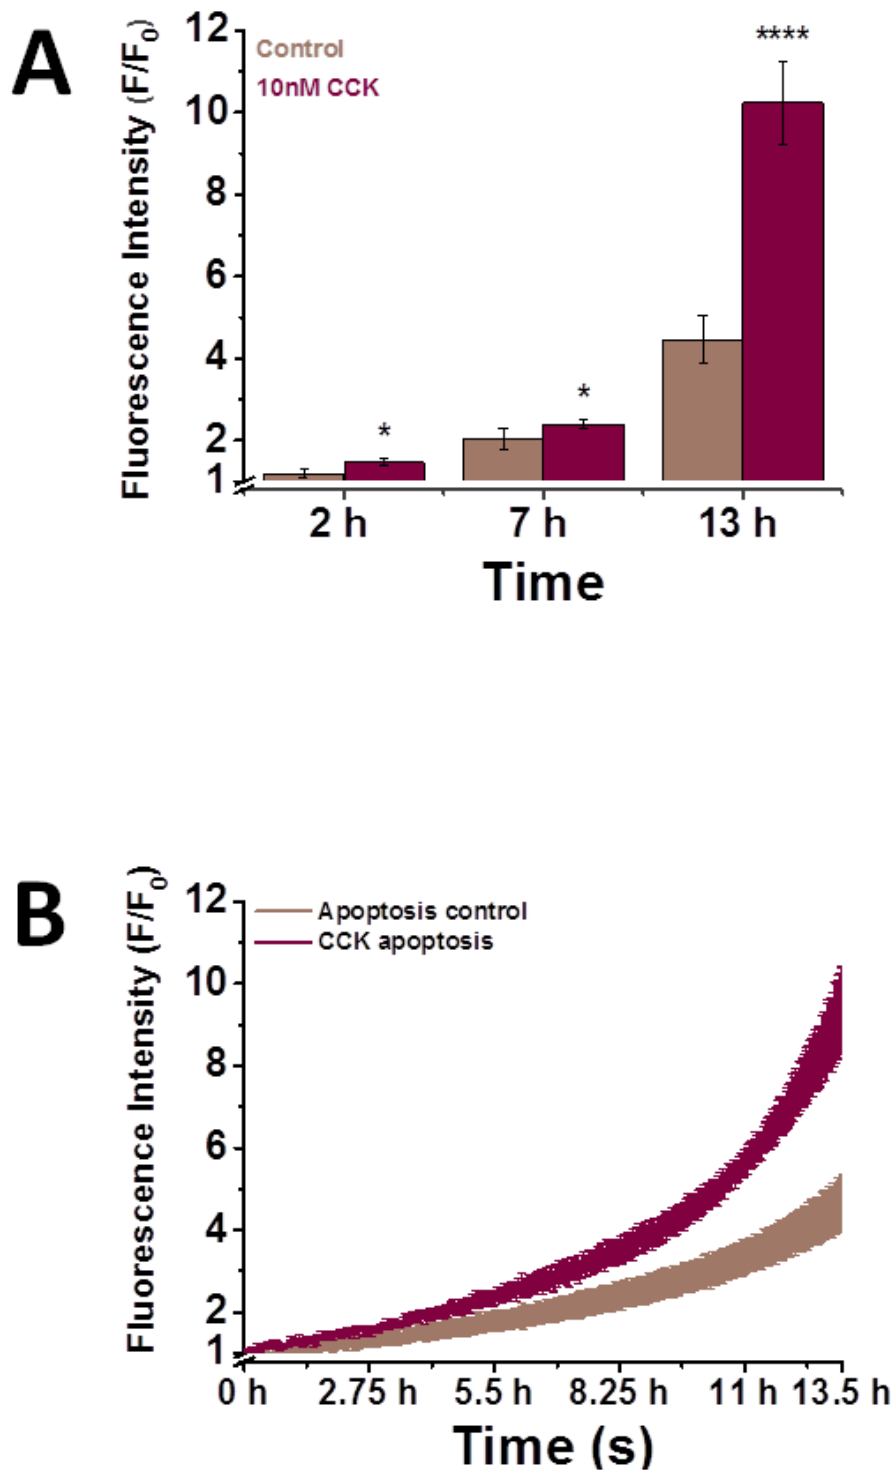 A
Fluorescence Intensity (F/F0)
12
10
8
6
4
2
1
Control
10nM CCK
*
*
****
2 h 7 h 13 h
Time
B
Fluorescence Intensity (F/F0)
12
10
8
6
4
2
1
Apoptosis control
CCK apoptosis
0 h 2.75 h 5.5 h 8.25 h 11 h 13.5 h
Time (s)